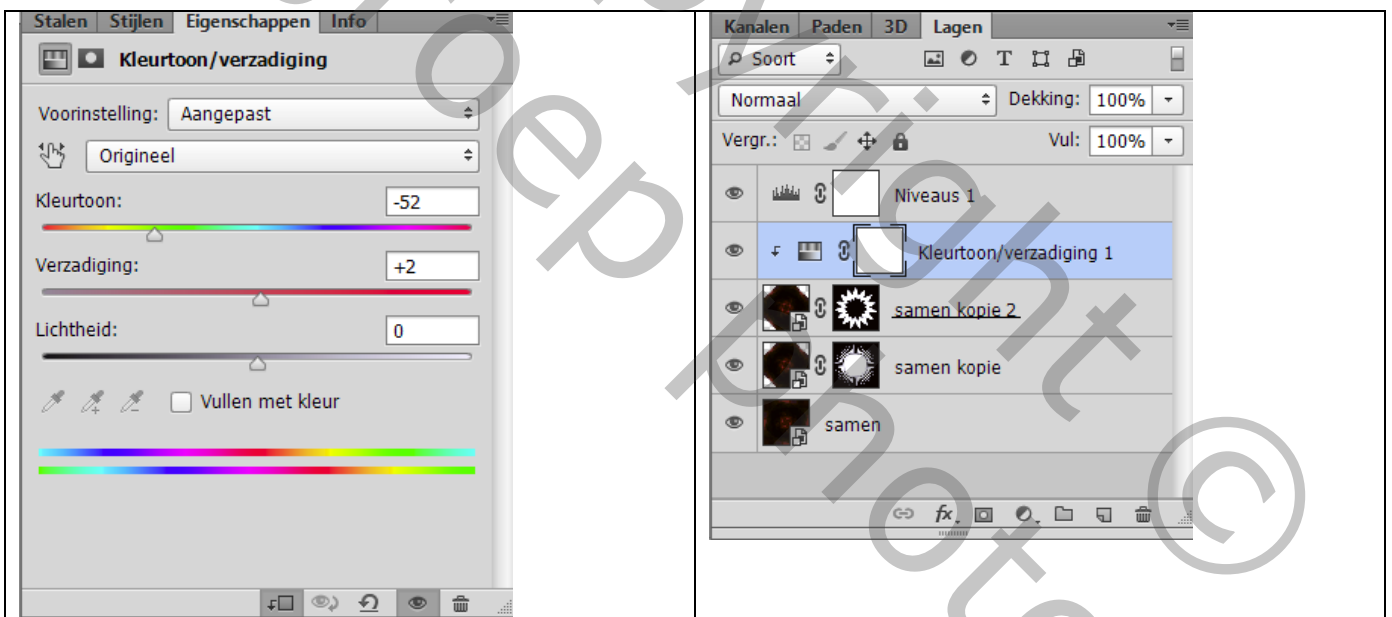 Stalen Stijlen Eigenschappen Info
Kleurtoon/verzadiging
Voorinstelling: Aangepast
Origineel
Kleurtoon: -52
Verzadiging: +2
Lichtheid: 0
Vullen met kleur
Kanalen Paden 3D Lagen
Soort
Normaal Dekking: 100%
Vergr.: Vul: 100%
Niveaus 1
Kleurtoon/verzadiging 1
samen kopie 2
samen kopie
samen
fx